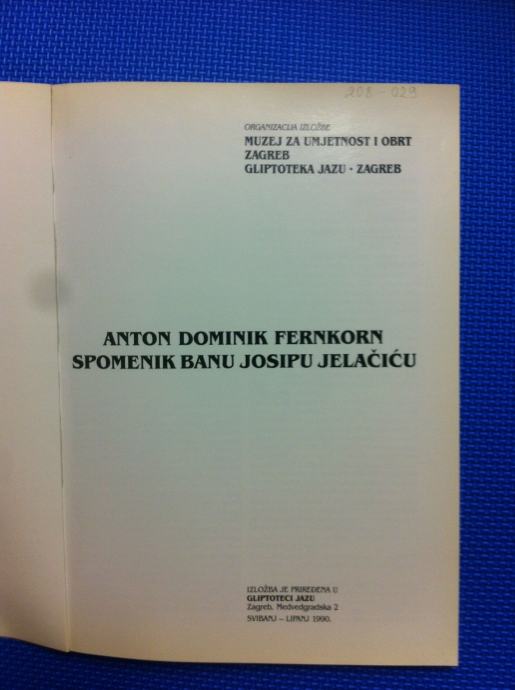 208-029
ORGANIZACIJA IZLOŽBE
MUZEJ ZA UMJETNOST I OBRT
ZAGREB
GLIPTOTEKA JAZU · ZAGREB
ANTON DOMINIK FERNKORN
SPOMENIK BANU JOSIPU JELAČIĆU
IZLOŽBA JE PRIREĐENA U
GLIPTOTECI JAZU
Zagreb, Medvedgradska 2
SVIBANJ – LIPANJ 1990.